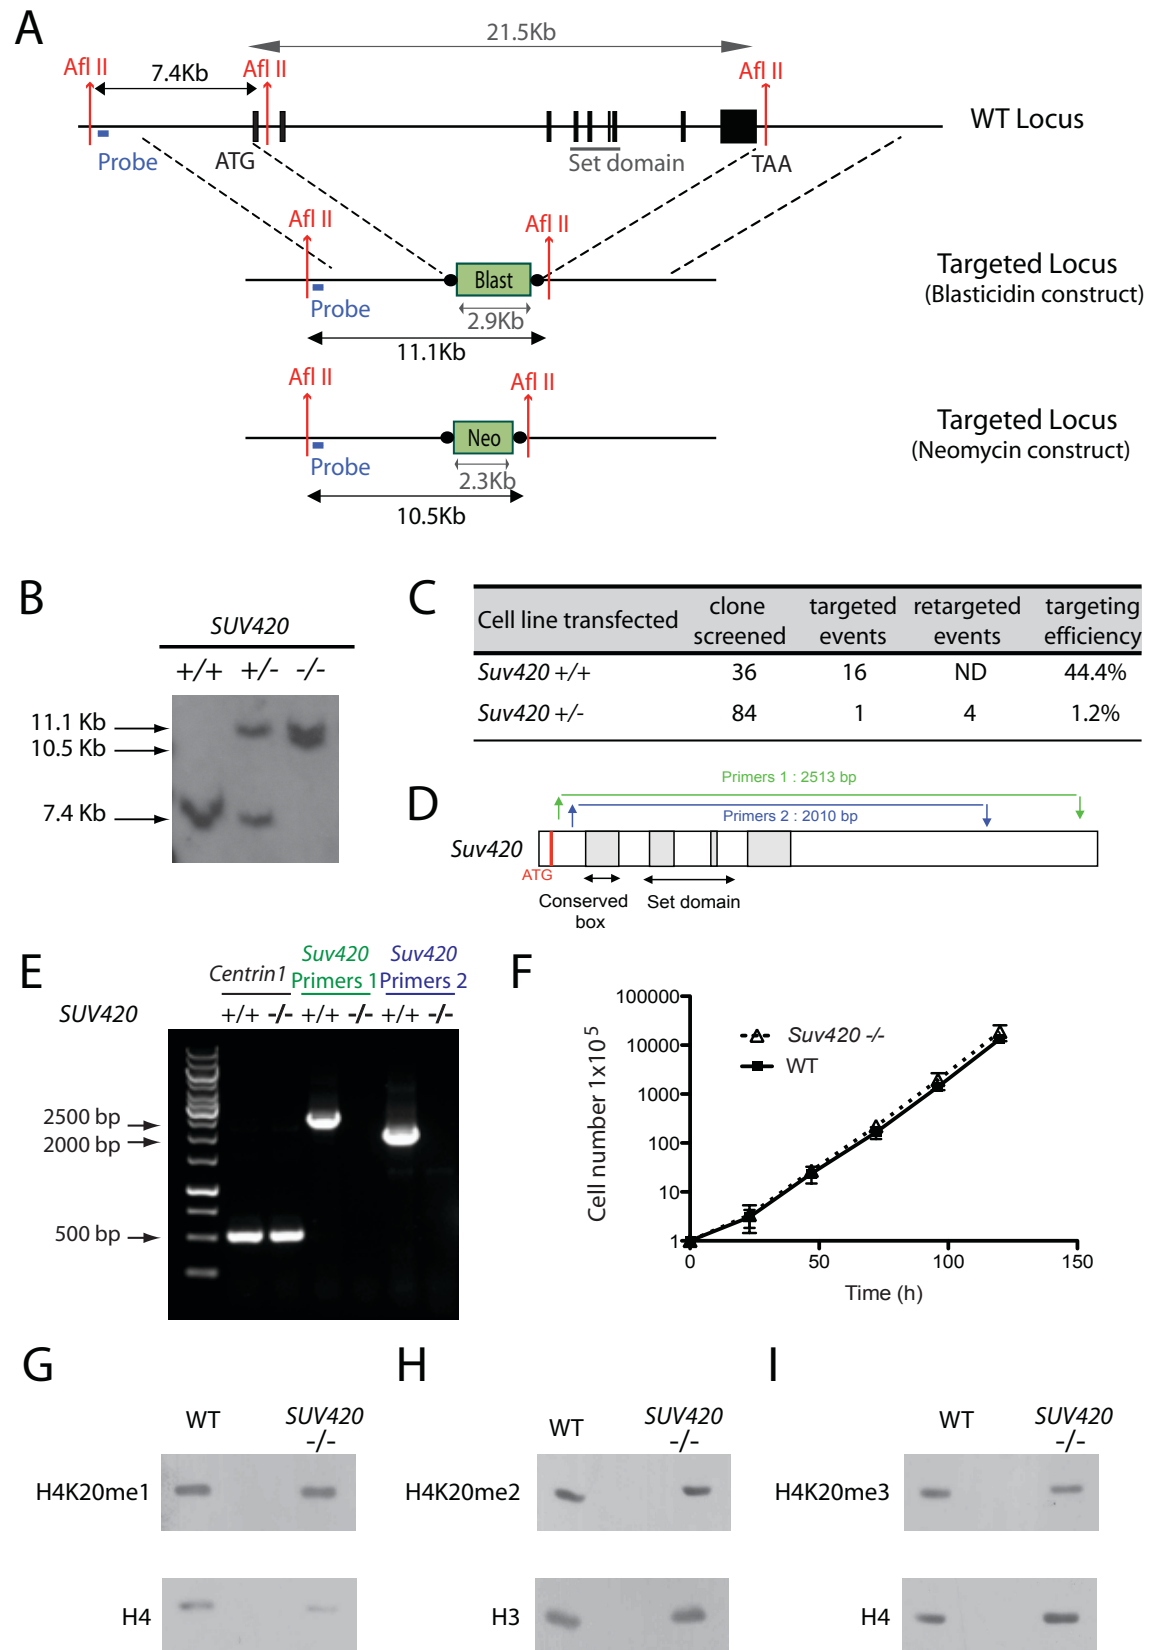 A
21.5Kb
Afl II
7.4Kb
Afl II
Afl II
WT Locus
Probe
ATG
Set domain
TAA
Afl II
Afl II
Blast
Targeted Locus
(Blasticidin construct)
Probe
2.9Kb
11.1Kb
Afl II
Afl II
Neo
Targeted Locus
(Neomycin construct)
Probe
2.3Kb
10.5Kb
B
SUV420
+/+ +/- -/-
11.1 Kb
10.5 Kb
7.4 Kb
C
Cell line transfected clone screened targeted events retargeted events targeting efficiency
Suv420 +/+ 36 16 ND 44.4%
Suv420 +/- 84 1 4 1.2%
D
Primers 1 : 2513 bp
Primers 2 : 2010 bp
Suv420
ATG
Conserved box
Set domain
E
Centrin1
Suv420 Primers 1
Suv420 Primers 2
SUV420
+/+ -/- +/+ -/- +/+ -/-
2500 bp
2000 bp
500 bp
F
100000
10000
1000
100
10
1
Cell number 1x10⁵
Suv420 -/-
WT
0 50 100 150
Time (h)
G
WT
SUV420
-/-
H4K20me1
H4
H
WT
SUV420
-/-
H4K20me2
H3
I
WT
SUV420
-/-
H4K20me3
H4